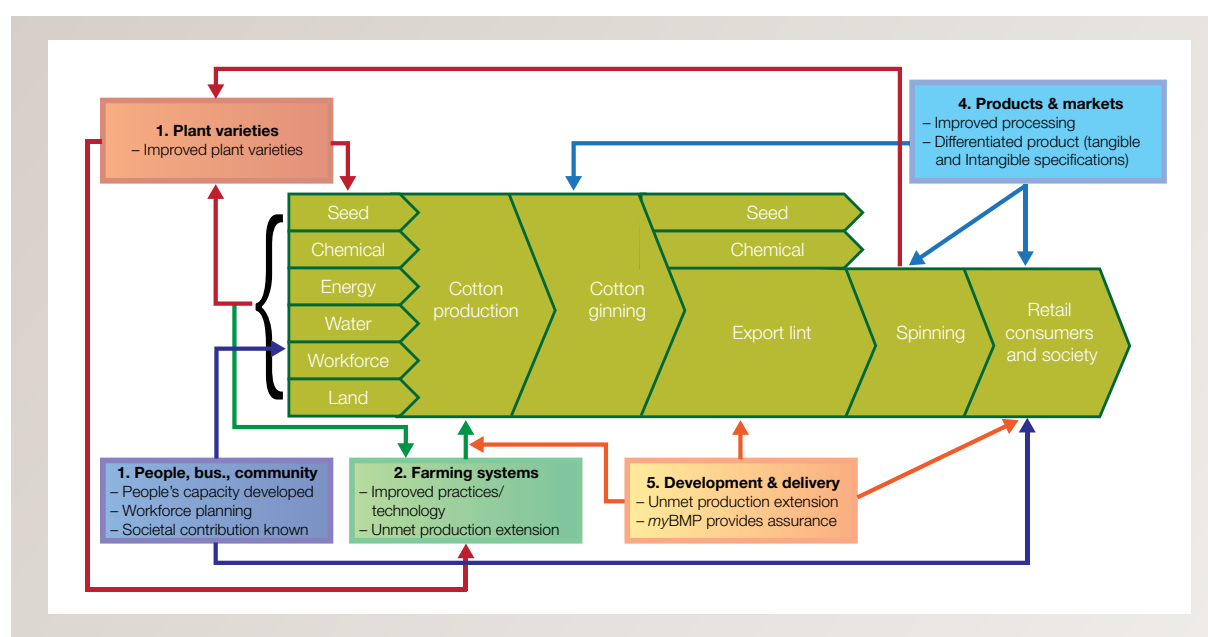 1. Plant varieties
– Improved plant varieties
4. Products & markets
– Improved processing
– Differentiated product (tangible
and Intangible specifications)
Seed
Chemical
Energy
Water
Workforce
Land
Cotton
production
Cotton
ginning
Seed
Chemical
Export lint
Spinning
Retail
consumers
and society
1. People, bus., community
– People’s capacity developed
– Workforce planning
– Societal contribution known
2. Farming systems
– Improved practices/
technology
– Unmet production extension
5. Development & delivery
– Unmet production extension
– myBMP provides assurance